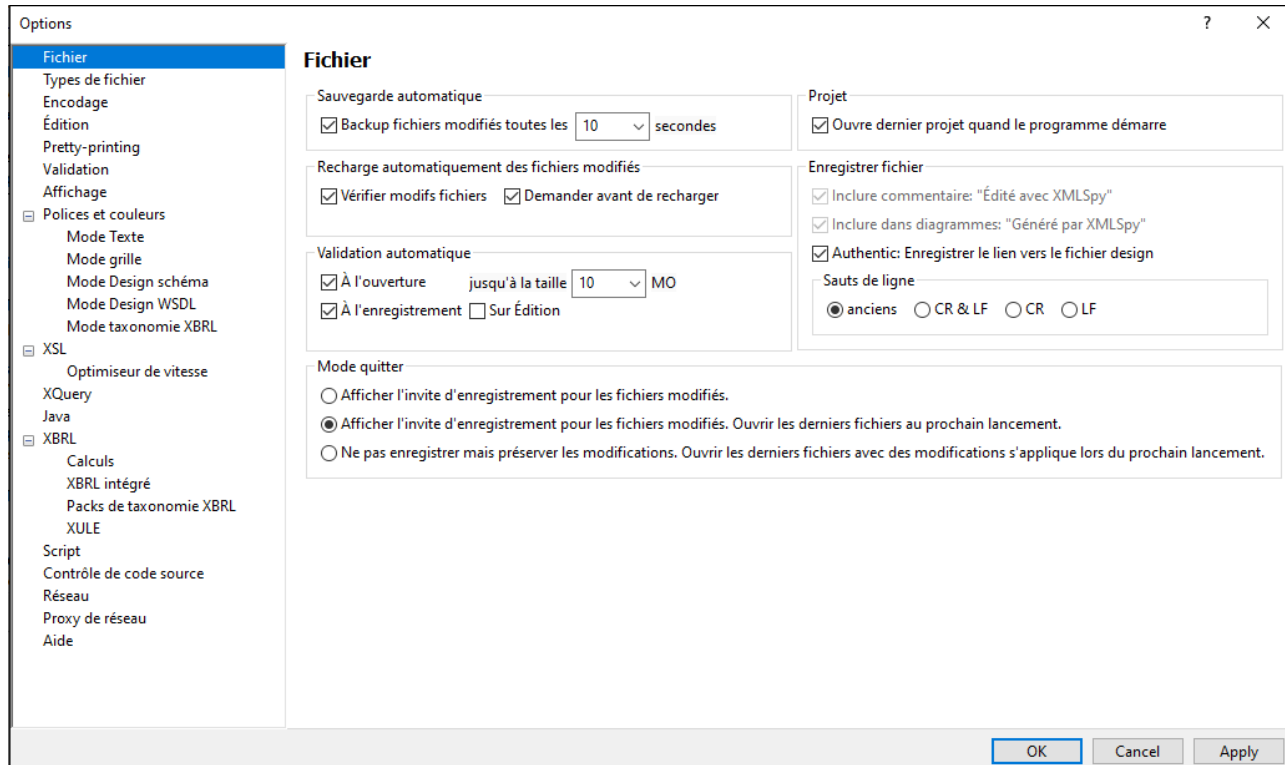 Options
?
Fichier
Types de fichier
Encodage
Édition
Pretty-printing
Validation
Affichage
Polices et couleurs
Mode Texte
Mode grille
Mode Design schéma
Mode Design WSDL
Mode taxonomie XBRL
XSL
Optimiseur de vitesse
XQuery
Java
XBRL
Calculs
XBRL intégré
Packs de taxonomie XBRL
XULE
Script
Contrôle de code source
Réseau
Proxy de réseau
Aide
Fichier
Sauvegarde automatique
Backup fichiers modifiés toutes les 10 secondes
Recharge automatiquement des fichiers modifiés
Vérifier modifs fichiers Demander avant de recharger
Validation automatique
À l'ouverture jusqu'à la taille 10 MO
À l'enregistrement Sur Édition
Projet
Ouvre dernier projet quand le programme démarre
Enregistrer fichier
Inclure commentaire: "Édité avec XMLSpy"
Inclure dans diagrammes: "Généré par XMLSpy"
Authentic: Enregistrer le lien vers le fichier design
Sauts de ligne
anciens CR & LF CR LF
Mode quitter
Afficher l'invite d'enregistrement pour les fichiers modifiés.
Afficher l'invite d'enregistrement pour les fichiers modifiés. Ouvrir les derniers fichiers au prochain lancement.
Ne pas enregistrer mais préserver les modifications. Ouvrir les derniers fichiers avec des modifications s'applique lors du prochain lancement.
OK Cancel Apply